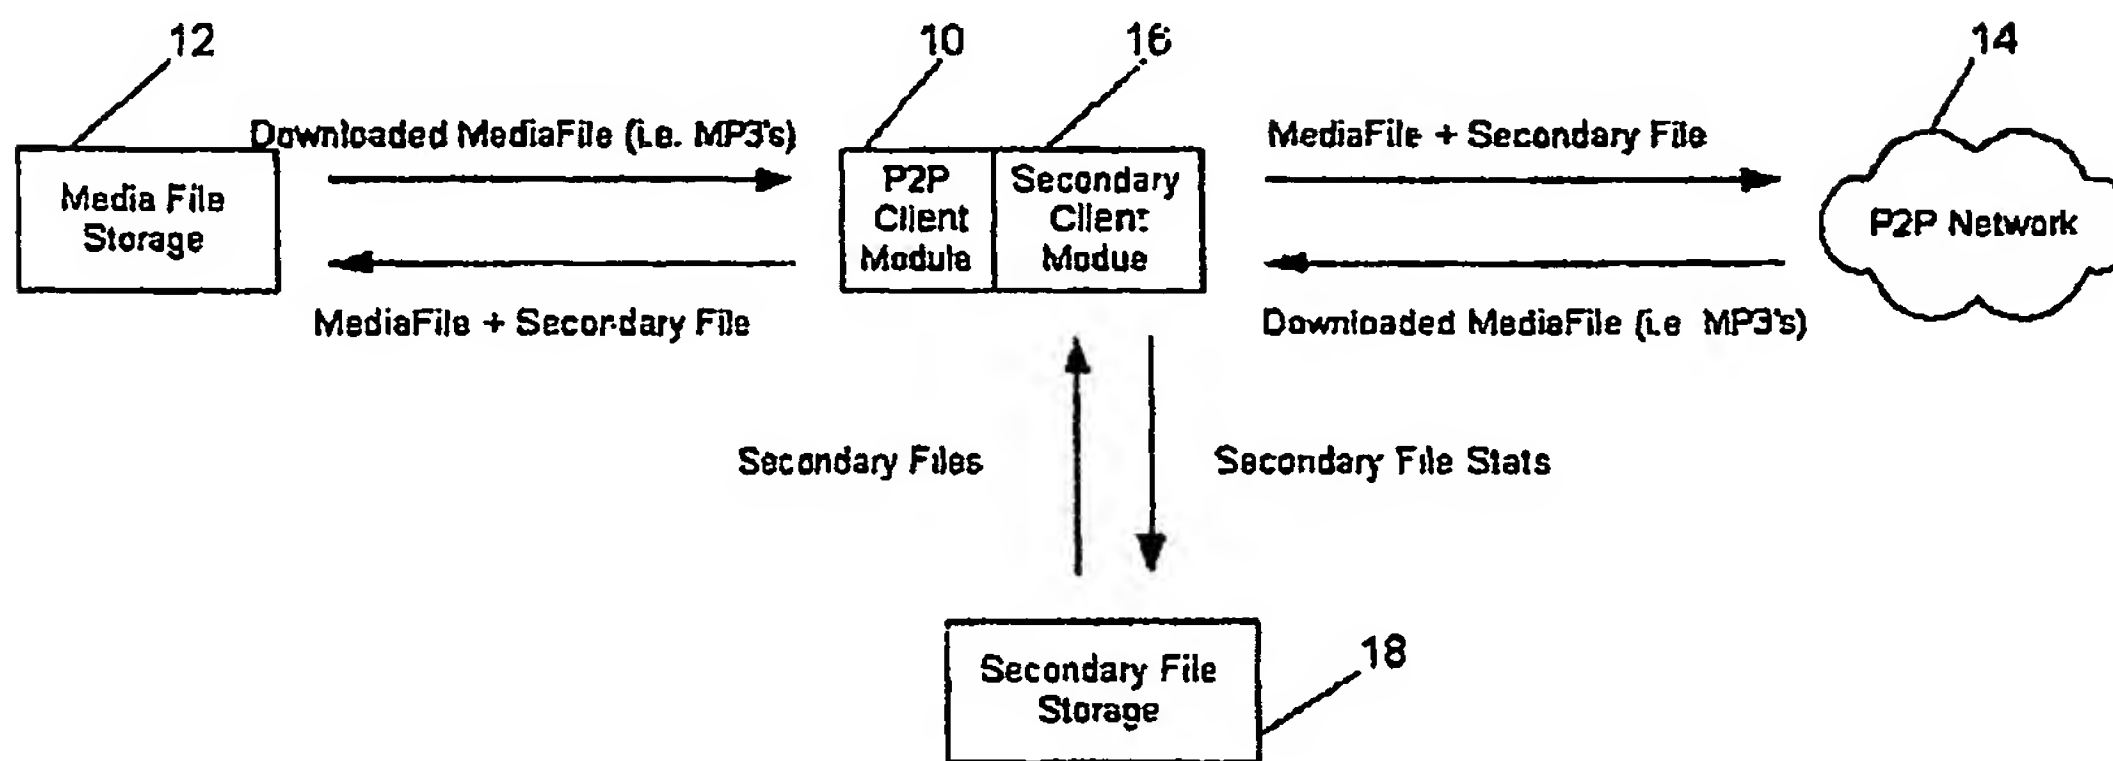 12
10
16
14
Downloaded MediaFile (i.e. MP3's)
MediaFile + Secondary File
Media File
Storage
P2P
Client
Module
Secondary
Client
Modue
P2P Network
MediaFile + Secondary File
Downloaded MediaFile (i.e MP3's)
Secondary Files
Secondary File Stats
Secondary File
Storage
18